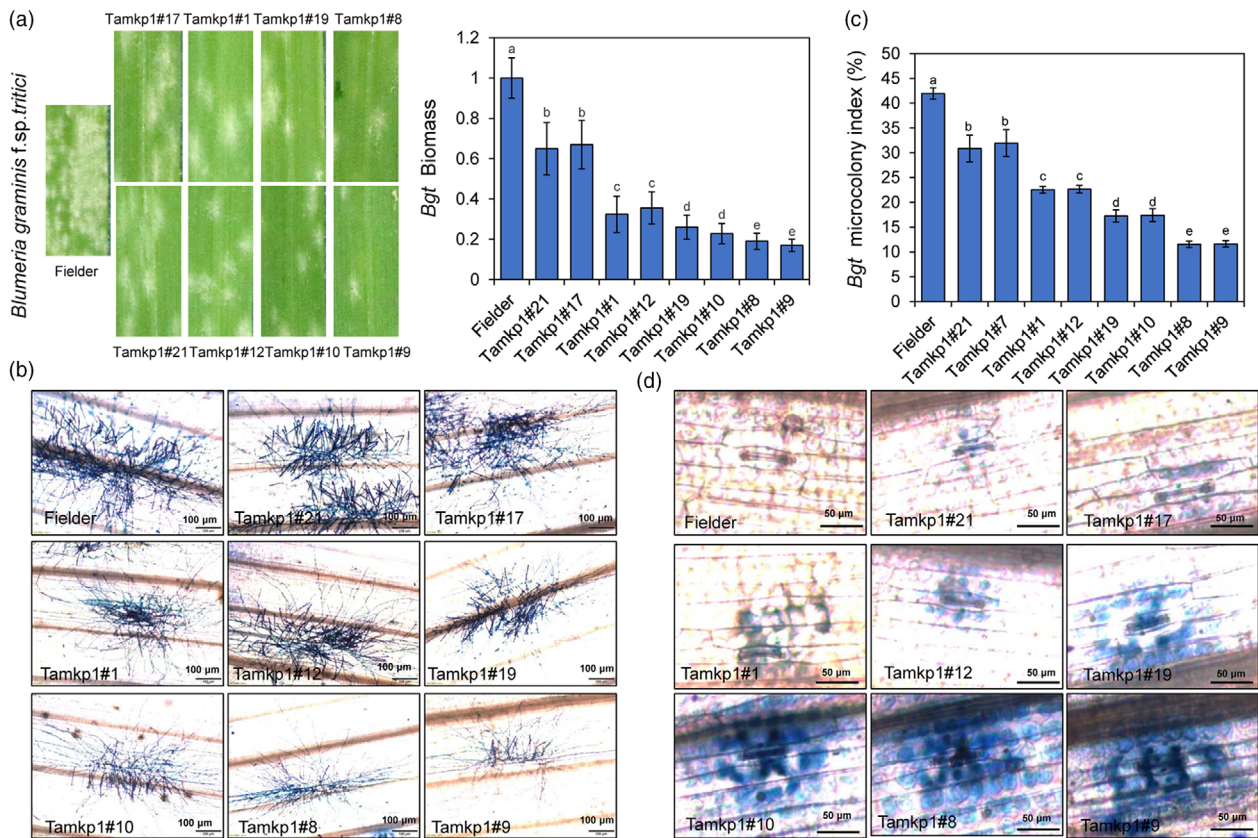 (a)
Tamkp1#17 Tamkp1#1 Tamkp1#19 Tamkp1#8
Blumeria graminis f.sp.tritici
Fielder
Tamkp1#21 Tamkp1#12 Tamkp1#10 Tamkp1#9
Bgt Biomass
1.2
1
0.8
0.6
0.4
0.2
0
a
b
b
c
c
d
d
e
e
Fielder
Tamkp1#21
Tamkp1#17
Tamkp1#1
Tamkp1#12
Tamkp1#19
Tamkp1#10
Tamkp1#8
Tamkp1#9
(c)
Bgt microcolony index (%)
50
45
40
35
30
25
20
15
10
5
0
a
b
b
c
c
d
d
e
e
Fielder
Tamkp1#21
Tamkp1#7
Tamkp1#1
Tamkp1#12
Tamkp1#19
Tamkp1#10
Tamkp1#8
Tamkp1#9
(b)
Fielder
100 µm
Tamkp1#21
100 µm
Tamkp1#17
100 µm
Tamkp1#1
100 µm
Tamkp1#12
100 µm
Tamkp1#19
100 µm
Tamkp1#10
100 µm
Tamkp1#8
100 µm
Tamkp1#9
100 µm
(d)
Fielder
50 µm
Tamkp1#21
50 µm
Tamkp1#17
50 µm
Tamkp1#1
50 µm
Tamkp1#12
50 µm
Tamkp1#19
50 µm
Tamkp1#10
50 µm
Tamkp1#8
50 µm
Tamkp1#9
50 µm